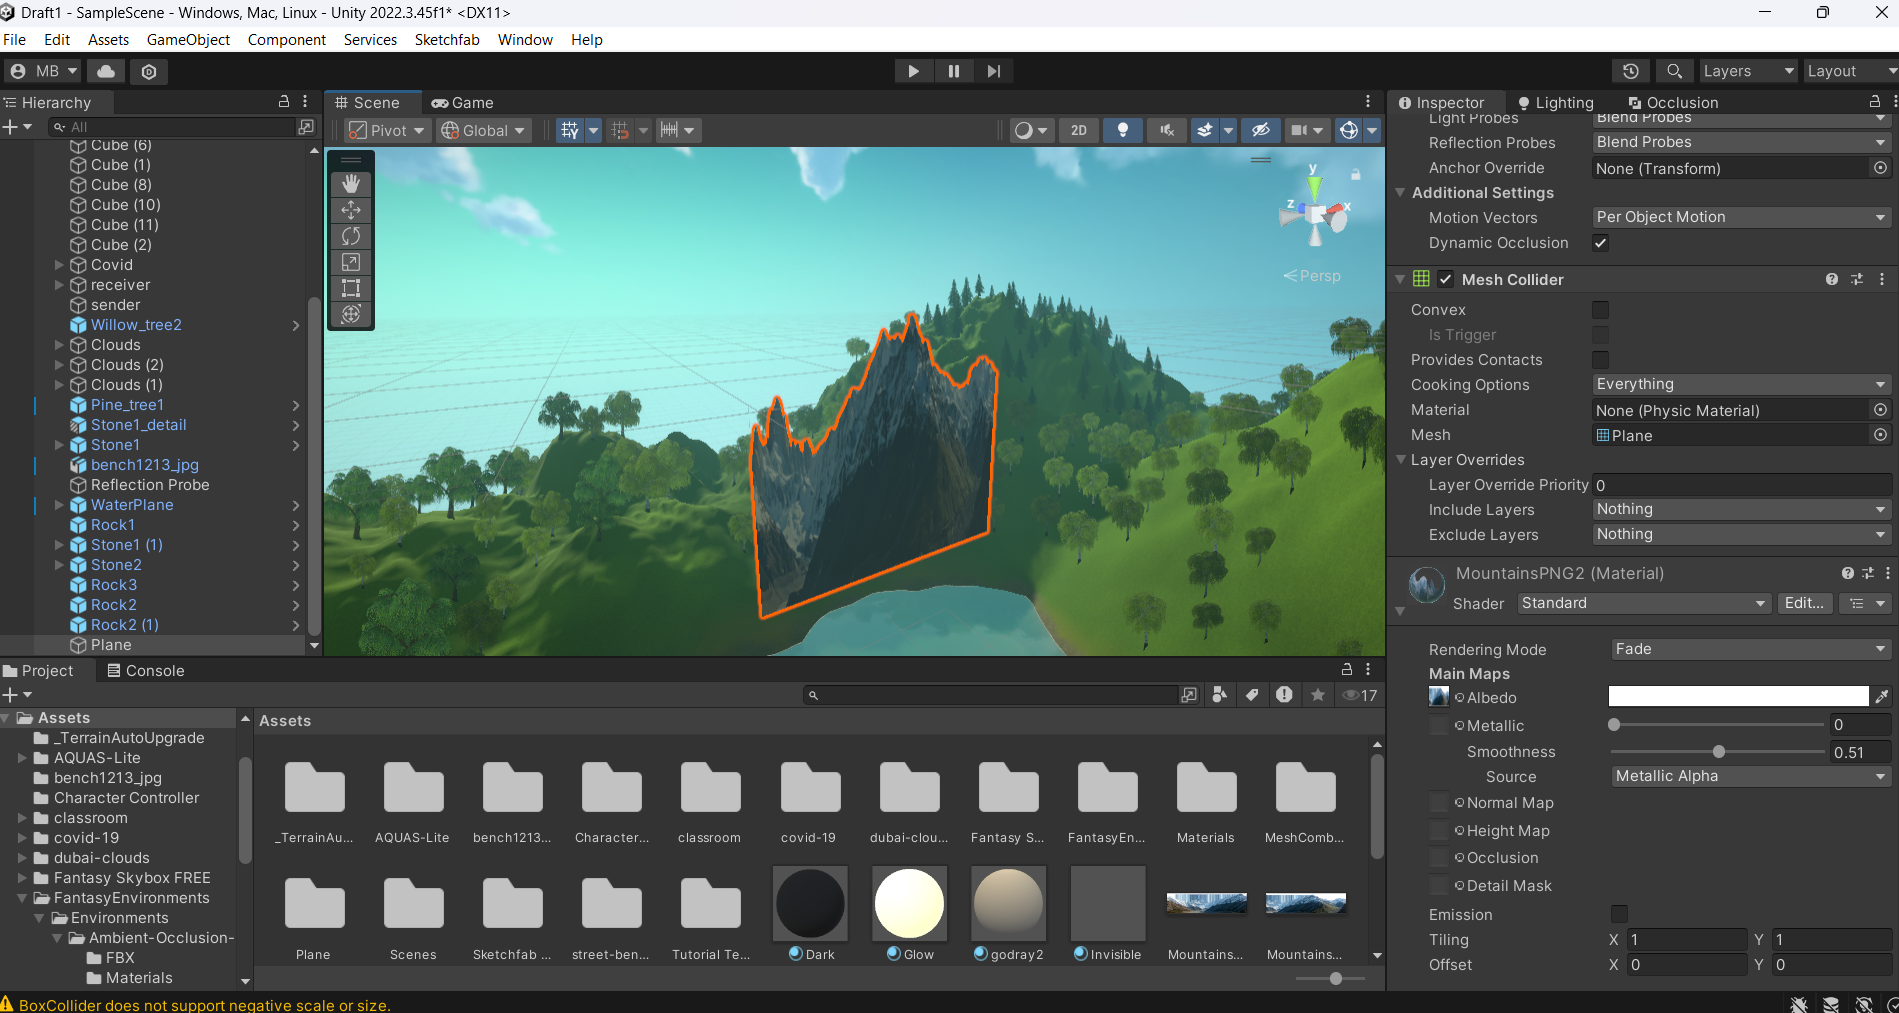 Draft1 - SampleScene - Windows, Mac, Linux - Unity 2022.3.45f1* <DX11>
File Edit Assets GameObject Component Services Sketchfab Window Help
MB Layers Layout
Hierarchy
All
Cube (6)
Cube (1)
Cube (8)
Cube (10)
Cube (11)
Cube (2)
Covid
receiver
sender
Willow_tree2
Clouds
Clouds (2)
Clouds (1)
Pine_tree1
Stone1_detail
Stone1
bench1213_jpg
Reflection Probe
WaterPlane
Rock1
Stone1 (1)
Stone2
Rock3
Rock2
Rock2 (1)
Plane
Scene Game
Pivot Global 2D
y
z x
Persp
Inspector Lighting Occlusion
Light Probes Blend Probes
Reflection Probes Blend Probes
Anchor Override None (Transform)
Additional Settings
Motion Vectors Per Object Motion
Dynamic Occlusion
Mesh Collider
Convex
Is Trigger
Provides Contacts
Cooking Options Everything
Material None (Physic Material)
Mesh Plane
Layer Overrides
Layer Override Priority 0
Include Layers Nothing
Exclude Layers Nothing
MountainsPNG2 (Material)
Shader Standard Edit...
Rendering Mode Fade
Main Maps
Albedo
Metallic 0
Smoothness 0.51
Source Metallic Alpha
Normal Map
Height Map
Occlusion
Detail Mask
Emission
Tiling X 1 Y 1
Offset X 0 Y 0
Project Console
17
Assets
_TerrainAutoUpgrade
AQUAS-Lite
bench1213_jpg
Character Controller
classroom
covid-19
dubai-clouds
Fantasy Skybox FREE
FantasyEnvironments
Environments
Ambient-Occlusion-
FBX
Materials
Assets
_TerrainAu... AQUAS-Lite bench1213... Character... classroom covid-19 dubai-clou... Fantasy S... FantasyEn... Materials MeshComb...
Plane Scenes Sketchfab ... street-ben... Tutorial Te... Dark Glow godray2 Invisible Mountains... Mountains...
BoxCollider does not support negative scale or size.